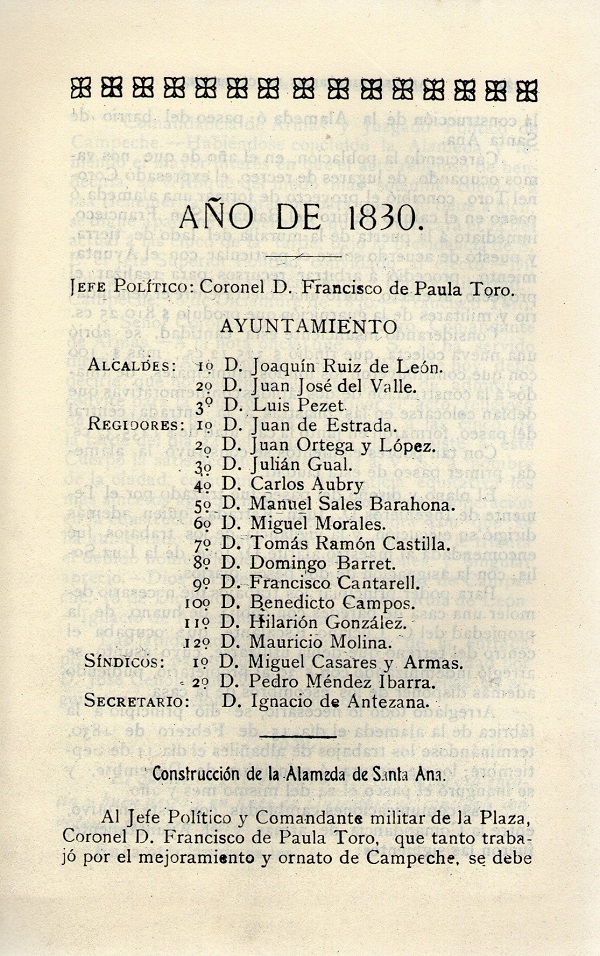 AÑO DE 1830.
JEFE POLÍTICO: Coronel D. Francisco de Paula Toro.
AYUNTAMIENTO
ALCALDES: 1º D. Joaquín Ruiz de León.
2º D. Juan José del Valle.
3º D. Luis Pezet.
REGIDORES: 1º D. Juan de Estrada.
2º D. Juan Ortega y López.
3º D. Julián Gual.
4º D. Carlos Aubry
5º D. Manuel Sales Barahona.
6º D. Miguel Morales.
7º D. Tomás Ramón Castilla.
8º D. Domingo Barret.
9º D. Francisco Cantarell.
10º D. Benedicto Campos.
11º D. Hilarión González.
12º D. Mauricio Molina.
SÍNDICOS: 1º D. Miguel Casares y Armas.
2º D. Pedro Méndez Ibarra.
SECRETARIO: D. Ignacio de Antezana.
Construcción de la Alameda de Santa Ana.
Al Jefe Político y Comandante militar de la Plaza,
Coronel D. Francisco de Paula Toro, que tanto traba-
jó por el mejoramiento y ornato de Campeche, se debe